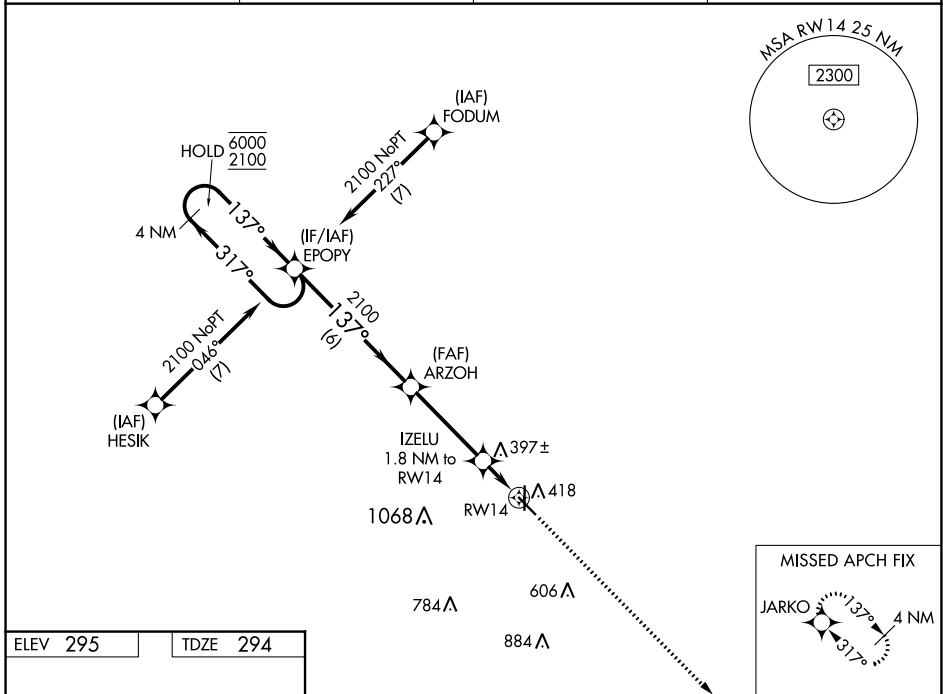 MSA RW14 25 NM
2300
(IAF)
FODUM
HOLD 6000
2100
2100 NoPT
227°
(7)
4 NM
137°
317°
(IF/IAF)
EPOPY
2100
137°
(6)
2100 NoPT
046°
(7)
(IAF)
HESIK
(FAF)
ARZOH
IZELU
1.8 NM to
RW14
397±
RW14
418
1068
784
606
884
MISSED APCH FIX
JARKO
137°
4 NM
317°
ELEV 295
TDZE 294